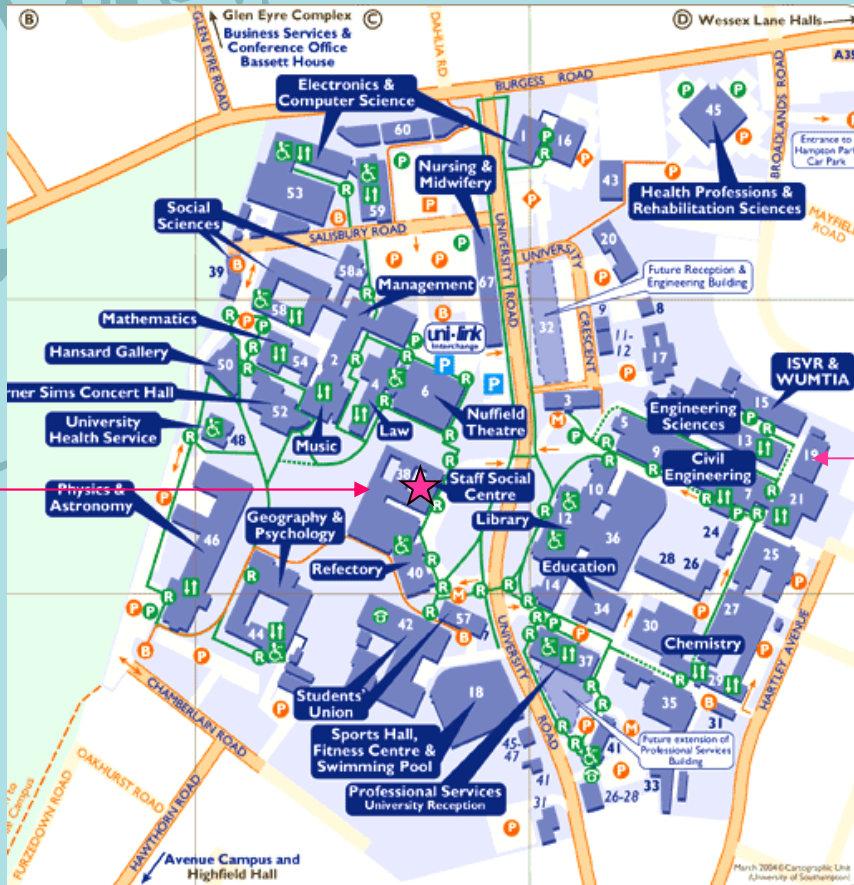 B
Glen Eyre Complex
Business Services &
Conference Office
Bassett House
C
D
Wessex Lane Halls
GLEN EYRE ROAD
DAHLIA RD
BURGESS ROAD
A35
BROADLANDS ROAD
Electronics &
Computer Science
60
1
16
45
Entrance to
Hampton Park
Car Park
Nursing &
Midwifery
53
59
43
Health Professions &
Rehabilitation Sciences
MAYFIELD
ROAD
Social
Sciences
SALISBURY ROAD
UNIVERSITY ROAD
UNIVERSITY
CRESCENT
20
39
58a
67
Future Reception &
Engineering Building
Management
58
uni-link
Interchange
32
9
8
11-
12
17
Mathematics
Hansard Gallery
50
54
2
4
6
3
ISVR &
WUMTIA
rner Sims Concert Hall
52
Nuffield
Theatre
Engineering
Sciences
15
University
Health Service
48
Music
Law
5
13
19
9
Civil
Engineering
38
Staff Social
Centre
10
7
21
Physics &
Astronomy
46
Geography &
Psychology
Library
12
36
24
25
Refectory
40
28
26
Education
14
34
27
44
42
57
30
Chemistry
UNIVERSITY
ROAD
37
29
HARTLEY AVENUE
Students'
Union
18
35
31
CHAMBERLAIN ROAD
Sports Hall,
Fitness Centre &
Swimming Pool
45-
47
41
Future extension of
Professional Services
Building
OAKHURST ROAD
Professional Services
University Reception
41
31
26-28
33
Campus
FURZEDOWN ROAD
HAWTHORN ROAD
Avenue Campus and
Highfield Hall
March 2004 © Cartographic Unit
University of Southampton